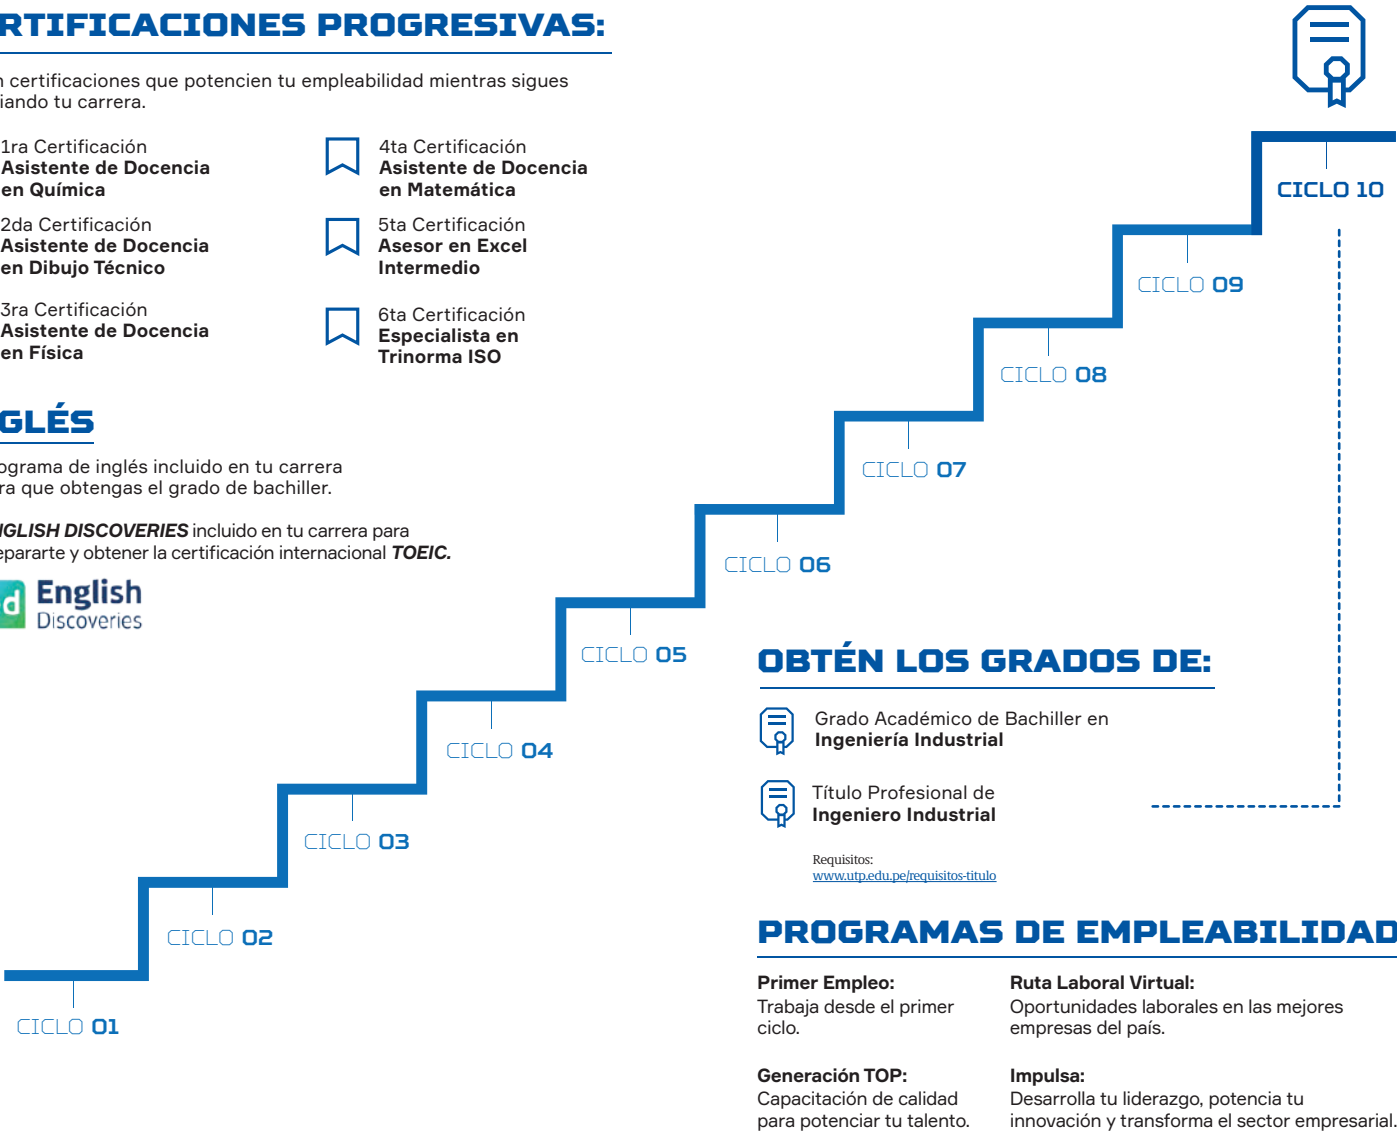 RTIFICACIONES PROGRESIVAS:
certificaciones que potencien tu empleabilidad mientras sigues
iando tu carrera.
1ra Certificación
Asistente de Docencia
en Química
2da Certificación
Asistente de Docencia
en Dibujo Técnico
3ra Certificación
Asistente de Docencia
en Física
4ta Certificación
Asistente de Docencia
en Matemática
5ta Certificación
Asesor en Excel
Intermedio
6ta Certificación
Especialista en
Trinorma ISO
GLÉS
ograma de inglés incluido en tu carrera
ra que obtengas el grado de bachiller.
NGLISH DISCOVERIES incluido en tu carrera para
epararte y obtener la certificación internacional TOEIC.
ed English
Discoveries
CICLO 10
CICLO 09
CICLO 08
CICLO 07
CICLO 06
CICLO 05
CICLO 04
CICLO 03
CICLO 02
CICLO 01
OBTÉN LOS GRADOS DE:
Grado Académico de Bachiller en
Ingeniería Industrial
Título Profesional de
Ingeniero Industrial
Requisitos:
www.utp.edu.pe/requisitos-titulo
PROGRAMAS DE EMPLEABILIDAD
Primer Empleo:
Trabaja desde el primer
ciclo.
Generación TOP:
Capacitación de calidad
para potenciar tu talento.
Ruta Laboral Virtual:
Oportunidades laborales en las mejores
empresas del país.
Impulsa:
Desarrolla tu liderazgo, potencia tu
innovación y transforma el sector empresarial.